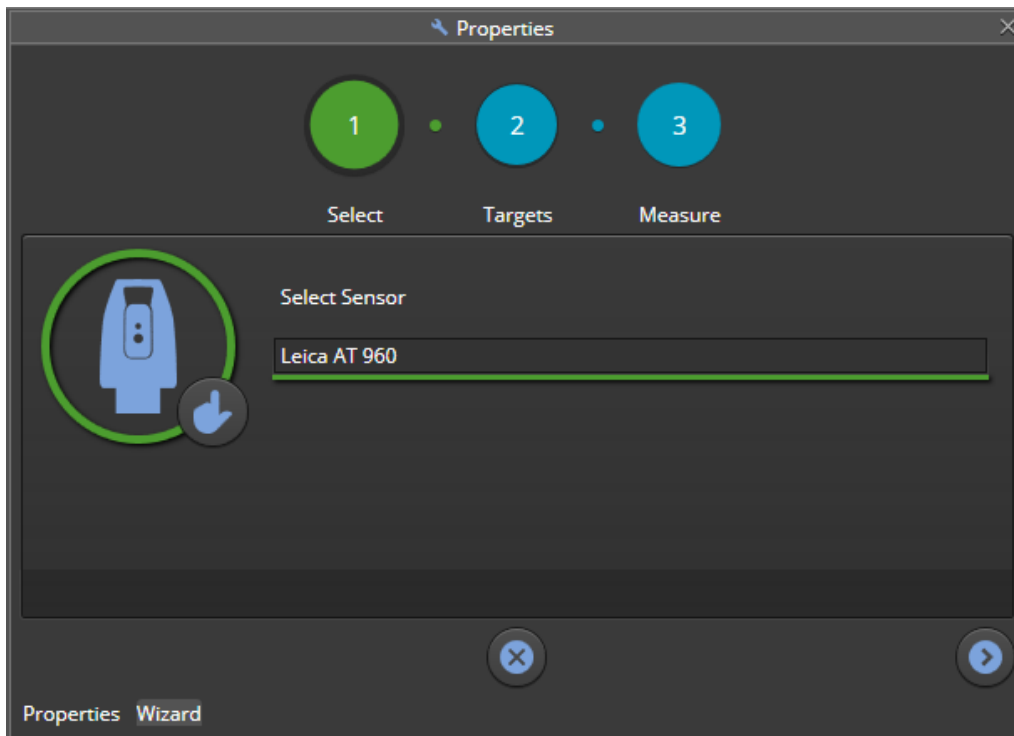 Properties
1 2 3
Select Targets Measure
Select Sensor
Leica AT 960
Properties Wizard